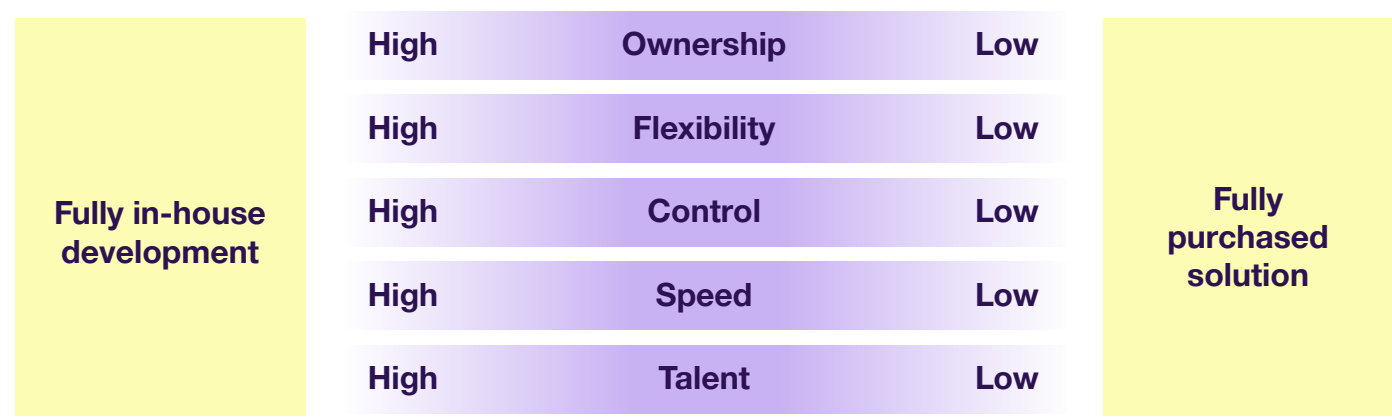 Fully in-house
development
High Ownership Low
High Flexibility Low
High Control Low
High Speed Low
High Talent Low
Fully
purchased
solution